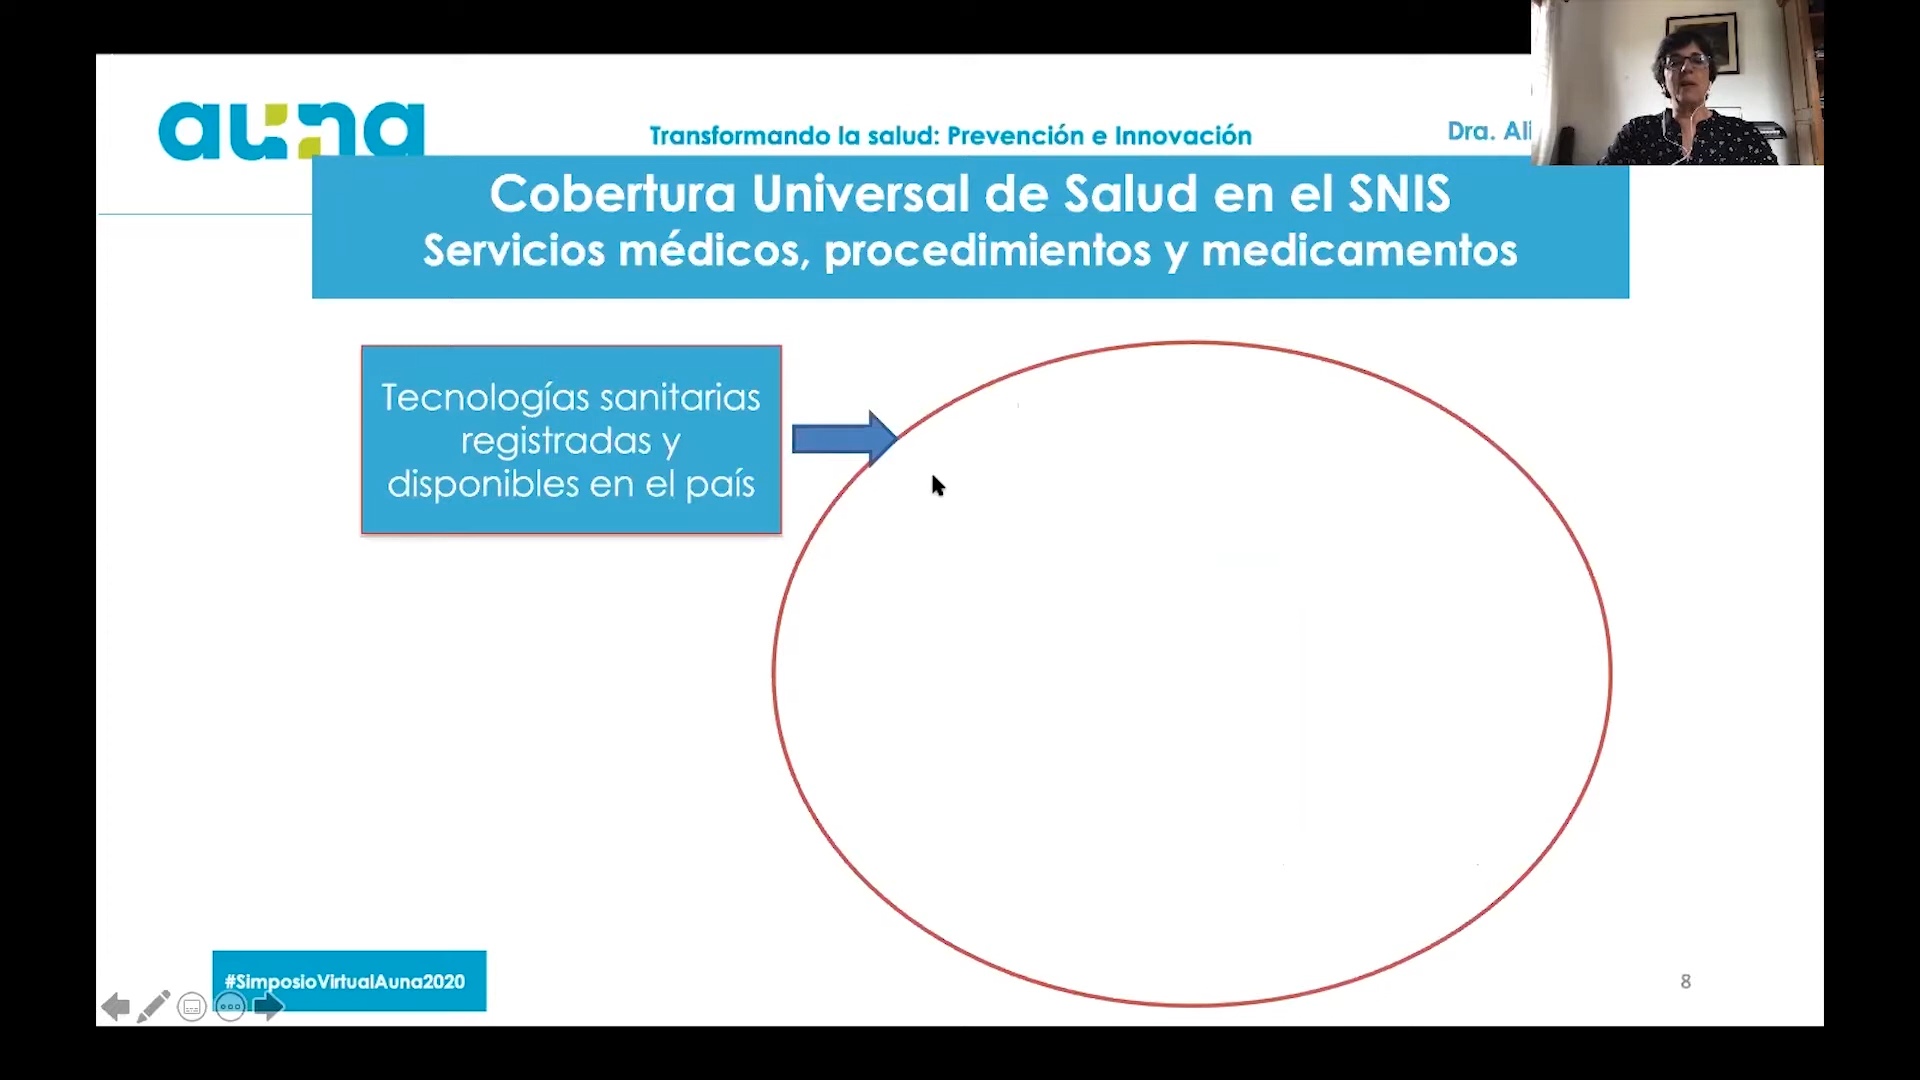 auna
Transformando la salud: Prevención e Innovación
Dra. Ali
Cobertura Universal de Salud en el SNIS
Servicios médicos, procedimientos y medicamentos
Tecnologías sanitarias
registradas y
disponibles en el país
#SimposioVirtualAuna2020
8